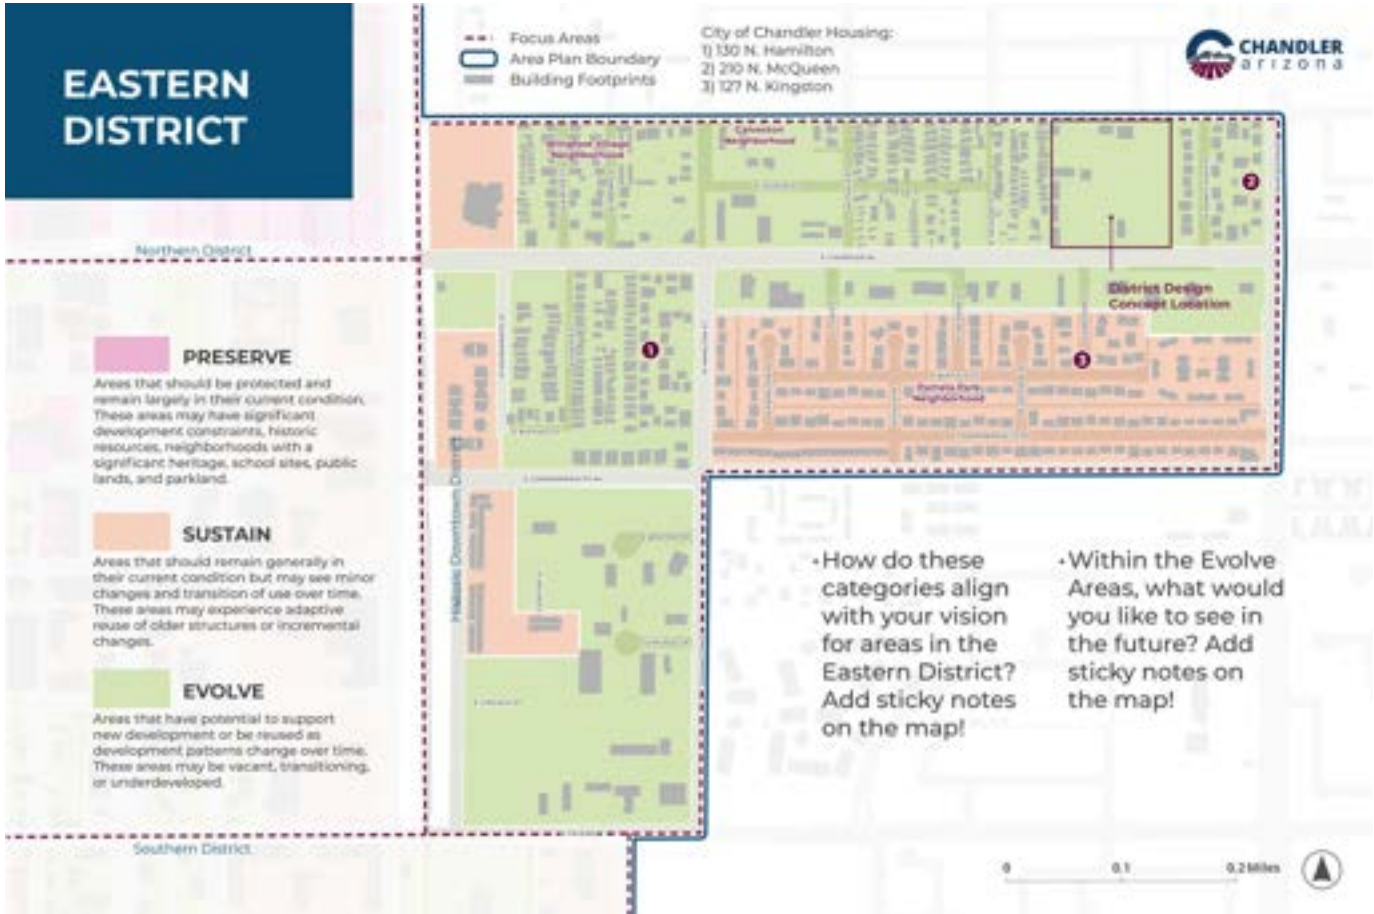 EASTERN
DISTRICT
Focus Areas
Area Plan Boundary
Building Footprints
City of Chandler Housing:
1) 130 N. Hamilton
2) 210 N. McQueen
3) 127 N. Kingston
CHANDLER
arizona
Northern District
Neighborhood
Galveston
Neighborhood
2
District Design
Concept Location
1
3
Neighborhood
Historic Downtown District
PRESERVE
Areas that should be protected and
remain largely in their current condition.
These areas may have significant
development constraints, historic
resources, neighborhoods with a
significant heritage, school sites, public
lands, and parkland.
SUSTAIN
Areas that should remain generally in
their current condition but may see minor
changes and transition of use over time.
These areas may experience adaptive
reuse of older structures or incremental
changes.
EVOLVE
Areas that have potential to support
new development or be reused as
development patterns change over time.
These areas may be vacant, transitioning,
or underdeveloped.
•How do these
categories align
with your vision
for areas in the
Eastern District?
Add sticky notes
on the map!
•Within the Evolve
Areas, what would
you like to see in
the future? Add
sticky notes on
the map!
Southern District
0 0.1 0.2 Miles